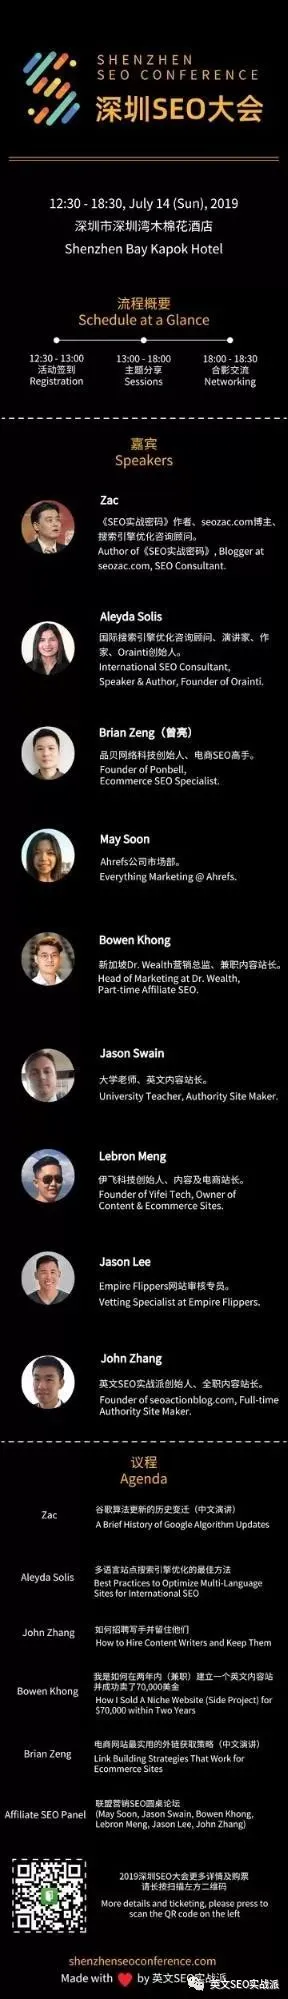 SHENZHEN
SEO CONFERENCE
深圳SEO大会
12:30 - 18:30, July 14 (Sun), 2019
深圳市深圳湾木棉花酒店
Shenzhen Bay Kapok Hotel
流程概要
Schedule at a Glance
12:30 - 13:00
活动签到
Registration
13:00 - 18:00
主题分享
Sessions
18:00 - 18:30
合影交流
Networking
嘉宾
Speakers
Zac
《SEO实战密码》作者、seozac.com博主、
搜索引擎优化咨询顾问。
Author of《SEO实战密码》, Blogger at
seozac.com, SEO Consultant.
Aleyda Solis
国际搜索引擎优化咨询顾问、演讲家、作
家、Orainti创始人。
International SEO Consultant,
Speaker & Author, Founder of Orainti.
Brian Zeng（曾亮）
品贝网络科技创始人、电商SEO高手。
Founder of Ponbell,
Ecommerce SEO Specialist.
May Soon
Ahrefs公司市场部。
Everything Marketing @ Ahrefs.
Bowen Khong
新加坡Dr. Wealth营销总监、兼职内容站长。
Head of Marketing at Dr. Wealth,
Part-time Affiliate SEO.
Jason Swain
大学老师、英文内容站长。
University Teacher, Authority Site Maker.
Lebron Meng
伊飞科技创始人、内容及电商站长。
Founder of Yifei Tech, Owner of
Content & Ecommerce Sites.
Jason Lee
Empire Flippers网站审核专员。
Vetting Specialist at Empire Flippers.
John Zhang
英文SEO实战派创始人、全职内容站长。
Founder of seoactionblog.com, Full-time
Authority Site Maker.
议程
Agenda
Zac
谷歌算法更新的历史变迁（中文演讲）
A Brief History of Google Algorithm Updates
Aleyda Solis
多语言站点搜索引擎优化的最佳方法
Best Practices to Optimize Multi-Language
Sites for International SEO
John Zhang
如何招聘写手并留住他们
How to Hire Content Writers and Keep Them
Bowen Khong
我是如何在两年内（兼职）建立一个英文内容站
并成功卖了70,000美金
How I Sold A Niche Website (Side Project) for
$70,000 within Two Years
Brian Zeng
电商网站最实用的外链获取策略（中文演讲）
Link Building Strategies That Work for
Ecommerce Sites
Affiliate SEO Panel
联盟营销SEO圆桌论坛
(May Soon, Jason Swain, Bowen Khong,
Lebron Meng, Jason Lee, John Zhang)
2019深圳SEO大会更多详情及购票
请长按扫描左方二维码
More details and ticketing, please press to
scan the QR code on the left
shenzhenseoconference.com
Made with ♥ by 英文SEO实战派
英文SEO实战派